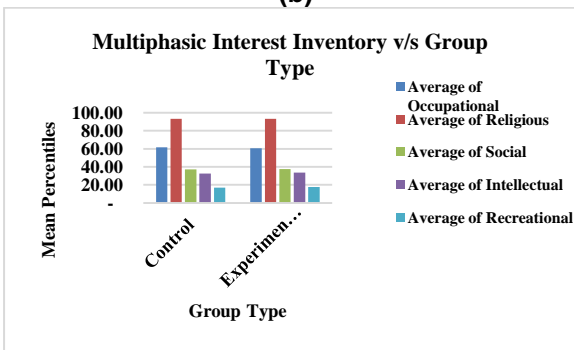 (b)
Multiphasic Interest Inventory v/s Group
Type
Mean Percentiles
100.00
80.00
60.00
40.00
20.00
-
Control
Experimen...
Group Type
Average of
Occupational
Average of Religious
Average of Social
Average of Intellectual
Average of Recreational